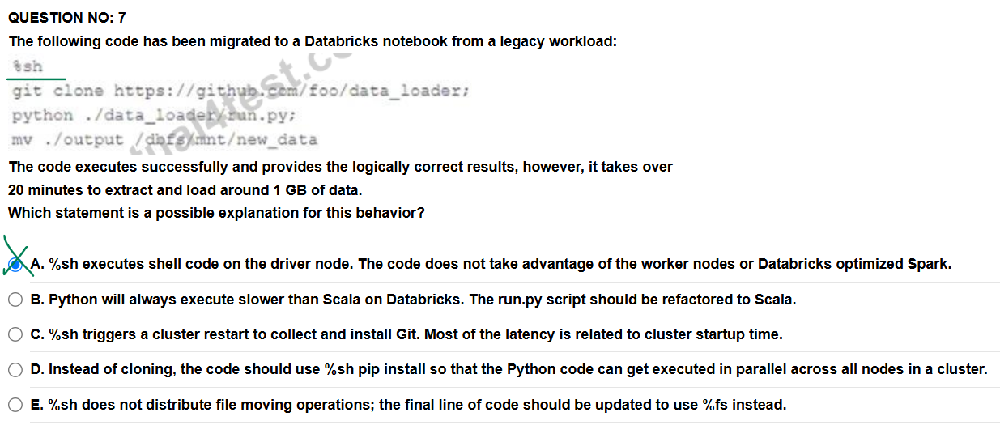 QUESTION NO: 7
The following code has been migrated to a Databricks notebook from a legacy workload:
%sh
git clone https://github.com/foo/data_loader;
python ./data_loader/run.py;
mv ./output /dbfs/mnt/new_data
The code executes successfully and provides the logically correct results, however, it takes over
20 minutes to extract and load around 1 GB of data.
Which statement is a possible explanation for this behavior?
A. %sh executes shell code on the driver node. The code does not take advantage of the worker nodes or Databricks optimized Spark.
B. Python will always execute slower than Scala on Databricks. The run.py script should be refactored to Scala.
C. %sh triggers a cluster restart to collect and install Git. Most of the latency is related to cluster startup time.
D. Instead of cloning, the code should use %sh pip install so that the Python code can get executed in parallel across all nodes in a cluster.
E. %sh does not distribute file moving operations; the final line of code should be updated to use %fs instead.